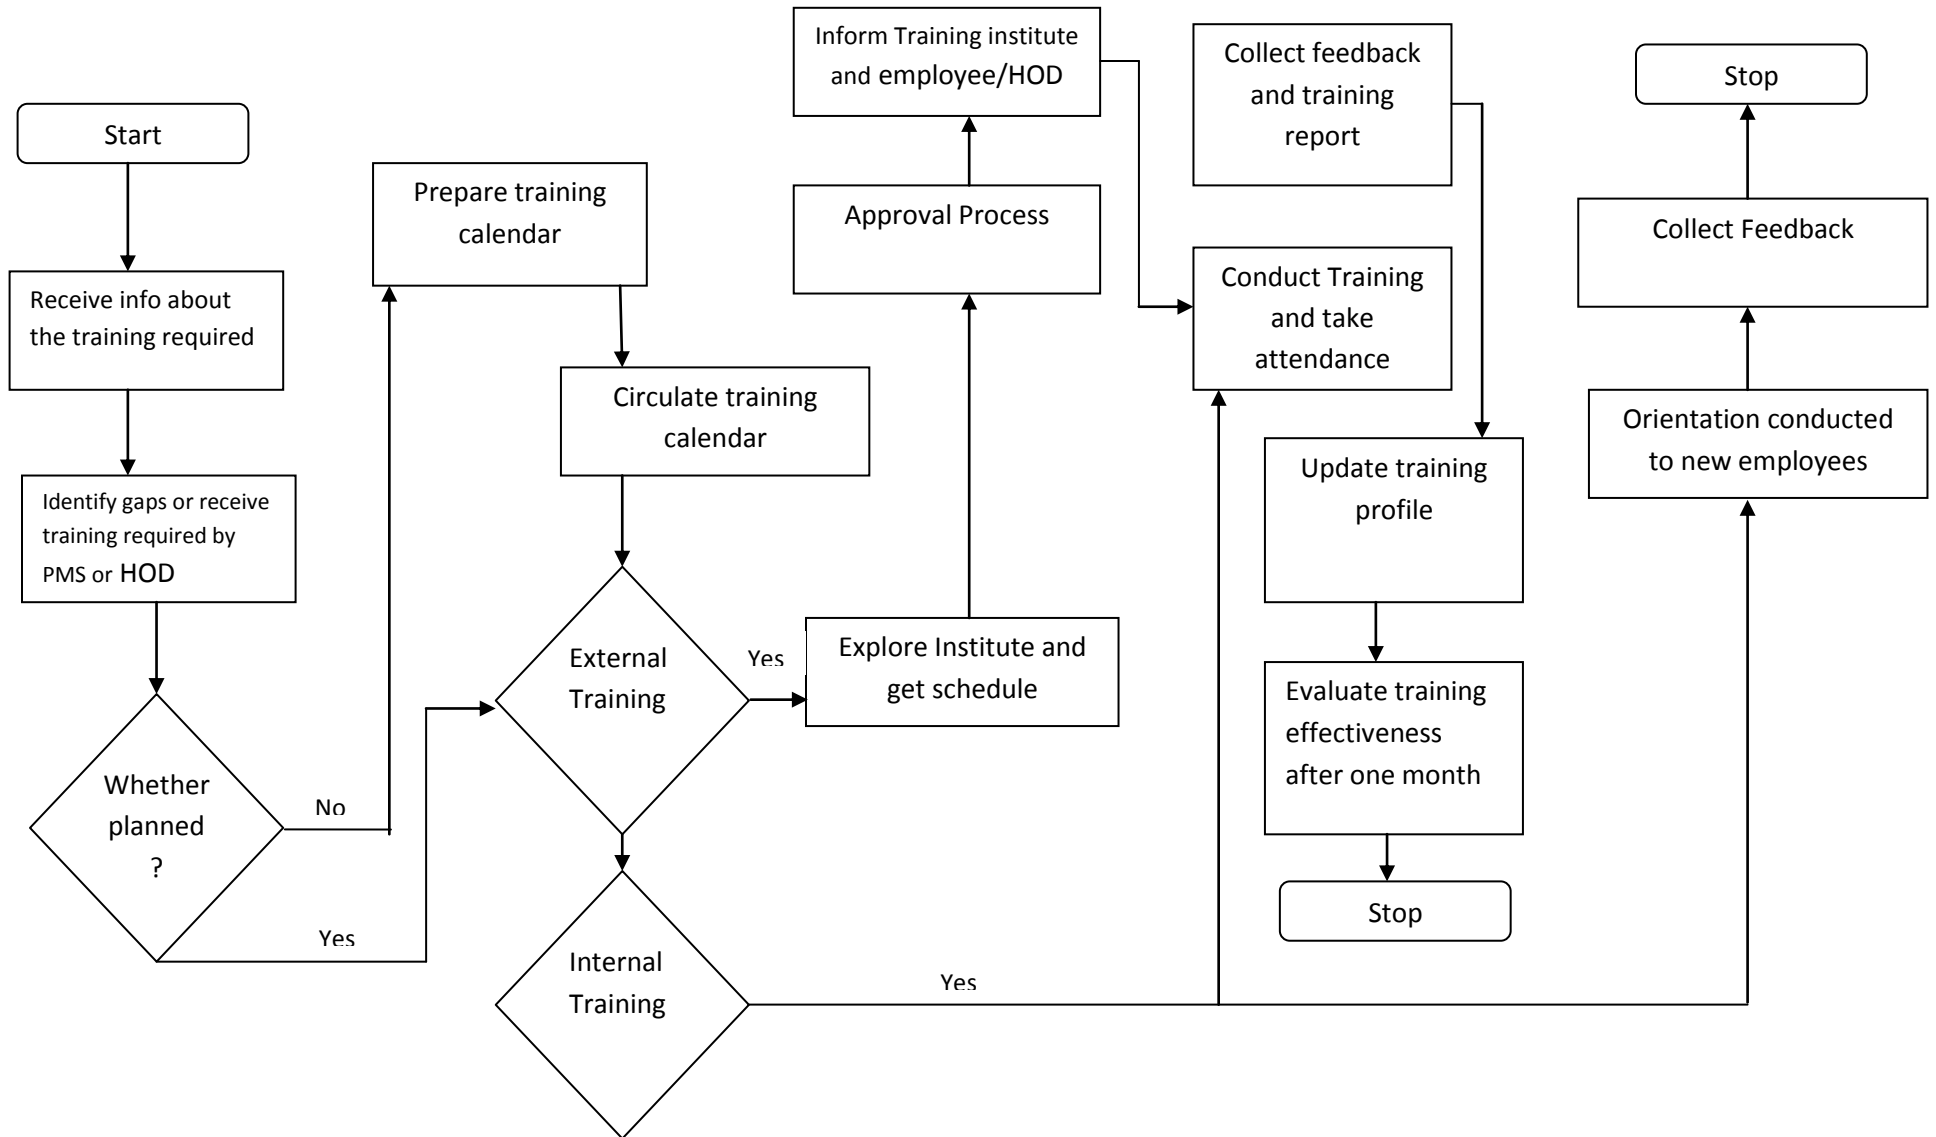 Start
Receive info about
the training required
Identify gaps or receive
training required by
PMS or HOD
Whether
planned
?
No
Yes
Prepare training
calendar
Circulate training
calendar
External
Training
Yes
Internal
Training
Yes
Explore Institute and
get schedule
Approval Process
Inform Training institute
and employee/HOD
Conduct Training
and take
attendance
Collect feedback
and training
report
Update training
profile
Evaluate training
effectiveness
after one month
Stop
Orientation conducted
to new employees
Collect Feedback
Stop